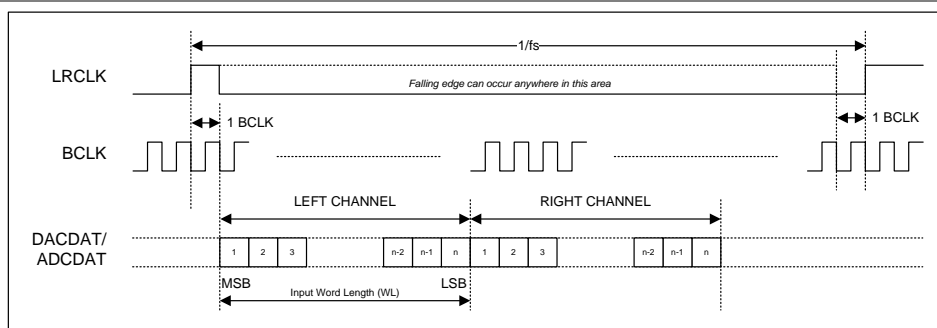 1/fs
LRCLK
Falling edge can occur anywhere in this area
1 BCLK
1 BCLK
BCLK
LEFT CHANNEL
RIGHT CHANNEL
DACDAT/
ADCDAT
1 2 3 n-2 n-1 n 1 2 3 n-2 n-1 n
MSB
LSB
Input Word Length (WL)